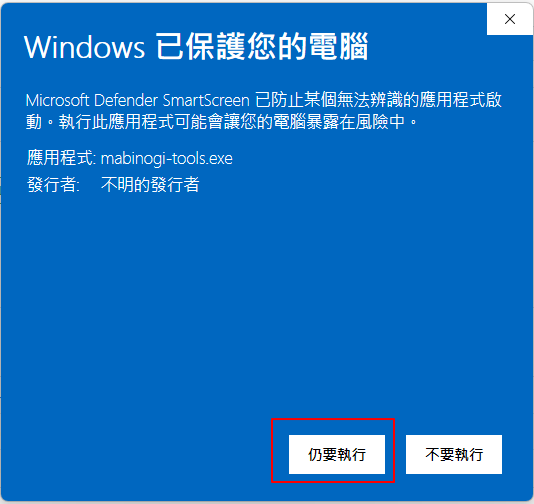 Windows 已保護您的電腦
Microsoft Defender SmartScreen 已防止某個無法辨識的應用程式啟
動。執行此應用程式可能會讓您的電腦暴露在風險中。
應用程式: mabinogi-tools.exe
發行者: 不明的發行者
仍要執行 不要執行